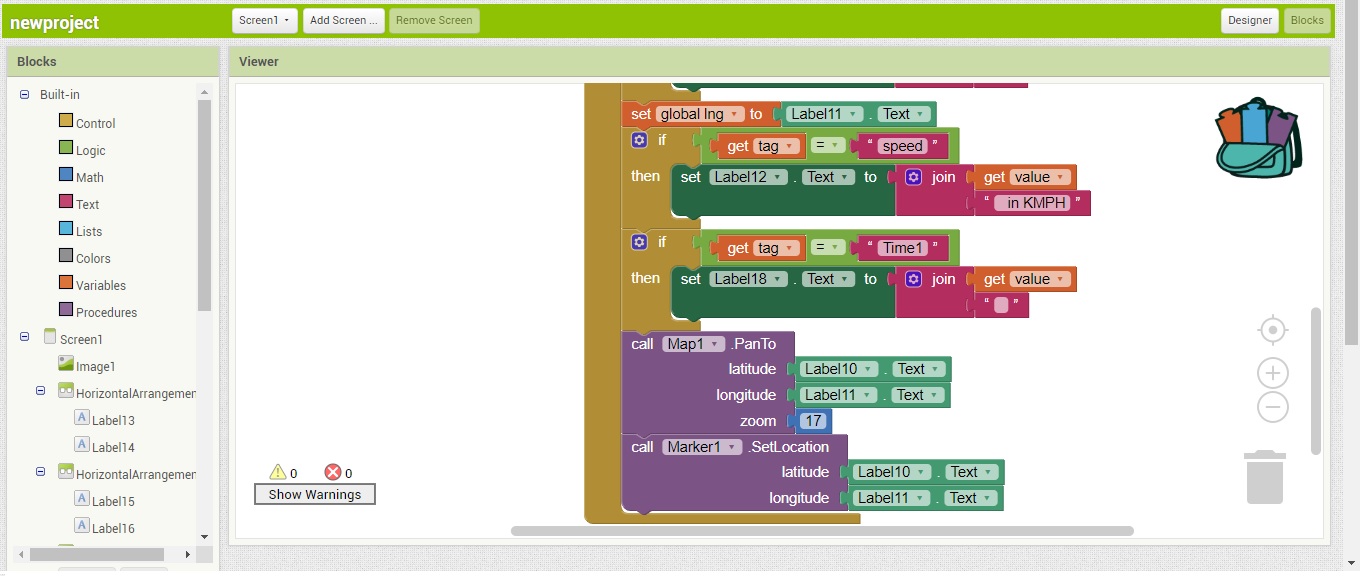 newproject Screen1 Add Screen ... Remove Screen Designer Blocks
Blocks
Built-in
Control
Logic
Math
Text
Lists
Colors
Variables
Procedures
Screen1
Image1
HorizontalArrangemen
Label13
Label14
HorizontalArrangemen
Label15
Label16
Viewer
set global lng to Label11 . Text
if get tag = “ speed ”
then set Label12 . Text to join get value
“ in KMPH ”
if get tag = “ Time1 ”
then set Label18 . Text to join get value
“ ”
call Map1 .PanTo
latitude Label10 . Text
longitude Label11 . Text
zoom 17
call Marker1 .SetLocation
latitude Label10 . Text
longitude Label11 . Text
0 0
Show Warnings